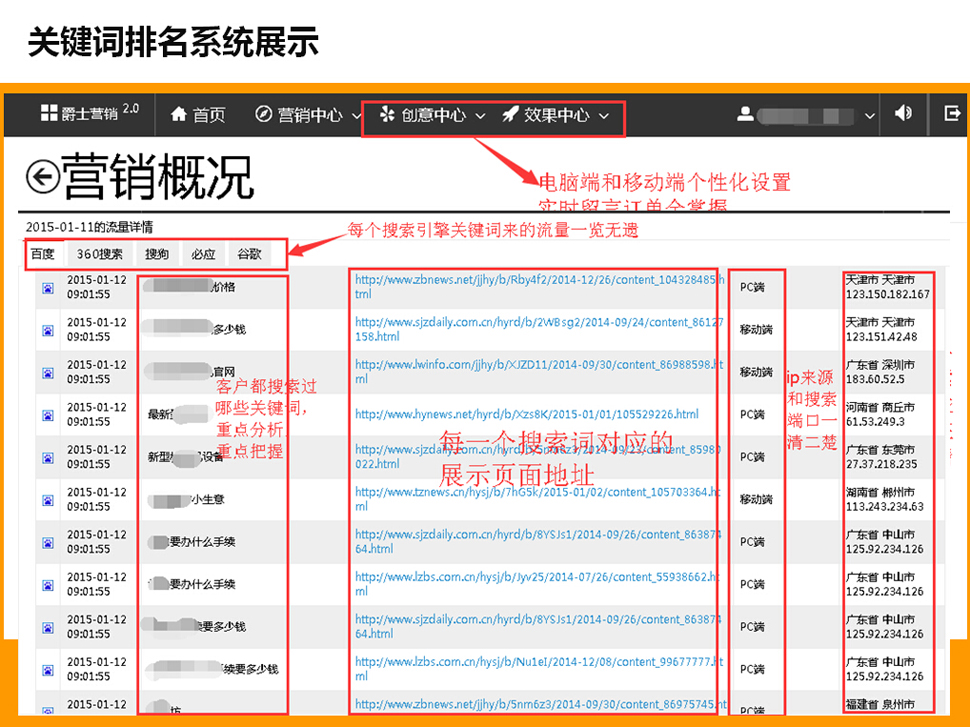 关键词排名系统展示
爵士营销 2.0 首页 营销中心 创意中心 效果中心
营销概况
电脑端和移动端个性化设置
实时留言订单全掌握
2015-01-11的流量详情
每个搜索引擎关键词来的流量一览无遗
百度 360搜索 搜狗 必应 谷歌
2015-01-12 价格 http://www.zbnews.net/jjhy/b/Rby4f2/2014-12/26/content_104328485.h PC端 天津市 天津市
09:01:55 tml 123.150.182.167
2015-01-12 多少钱 http://www.sjzdaily.com.cn/hyrd/b/2WBsg2/2014-09/24/content_86127 移动端 天津市 天津市
09:01:55 158.html 123.151.42.48
2015-01-12 官网 http://www.lwinfo.com/jjhy/b/XJZD11/2014-09/30/content_86988598.ht 移动端 广东省 深圳市
09:01:55 ml 183.60.52.5
客户都搜索过
哪些关键词，
重点分析，
重点把握
ip来源
和搜索
端口一
清二楚
2015-01-12 最新 http://www.hynews.net/hyrd/b/Xzs8K/2015-01/01/105529226.html PC端 河南省 商丘市
09:01:55 61.53.249.3
每一个搜索词对应的
展示页面地址
2015-01-12 新型 设备 http://www.sjzdaily.com.cn/hyrd/b/5nm6z3/2014-09/23/content_85980 PC端 广东省 东莞市
09:01:55 022.html 27.37.218.235
2015-01-12 小生意 http://www.tznews.cn/hysj/b/7hG5k/2015-01/02/content_105703364.ht 移动端 湖南省 郴州市
09:01:55 ml 113.243.234.63
2015-01-12 要办什么手续 http://www.sjzdaily.com.cn/hyrd/b/8YSJs1/2014-09/26/content_863874 PC端 广东省 中山市
09:01:55 64.html 125.92.234.126
2015-01-12 要办什么手续 http://www.lzbs.com.cn/hysj/b/Jyv25/2014-07/26/content_55938662.ht PC端 广东省 中山市
09:01:55 ml 125.92.234.126
2015-01-12 续要多少钱 http://www.sjzdaily.com.cn/hyrd/b/8YSJs1/2014-09/26/content_863874 PC端 广东省 中山市
09:01:55 64.html 125.92.234.126
2015-01-12 续要多少钱 http://www.lzbs.com.cn/hysj/b/Nu1eI/2014-12/08/content_99677777.ht PC端 广东省 中山市
09:01:55 ml 125.92.234.126
2015-01-12 坊 http://www.zbnews.net/jjhy/b/5nm6z3/2014-09/30/content_86975745.ht PC端 福建省 泉州市